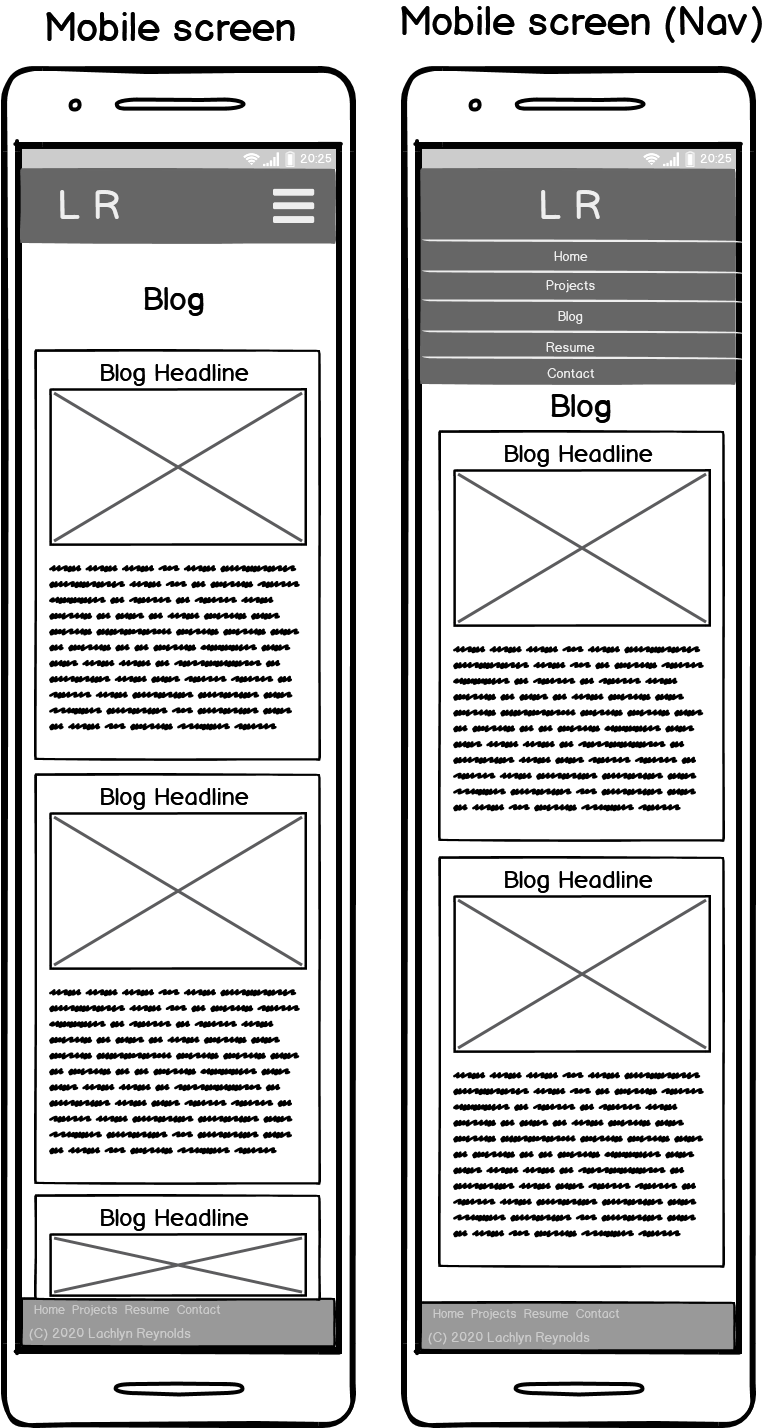 Mobile screen
20:25
L R
Blog
Blog Headline
Blog Headline
Blog Headline
Home Projects Resume Contact
(C) 2020 Lachlyn Reynolds
Mobile screen (Nav)
20:25
L R
Home
Projects
Blog
Resume
Contact
Blog
Blog Headline
Blog Headline
Home Projects Resume Contact
(C) 2020 Lachlyn Reynolds